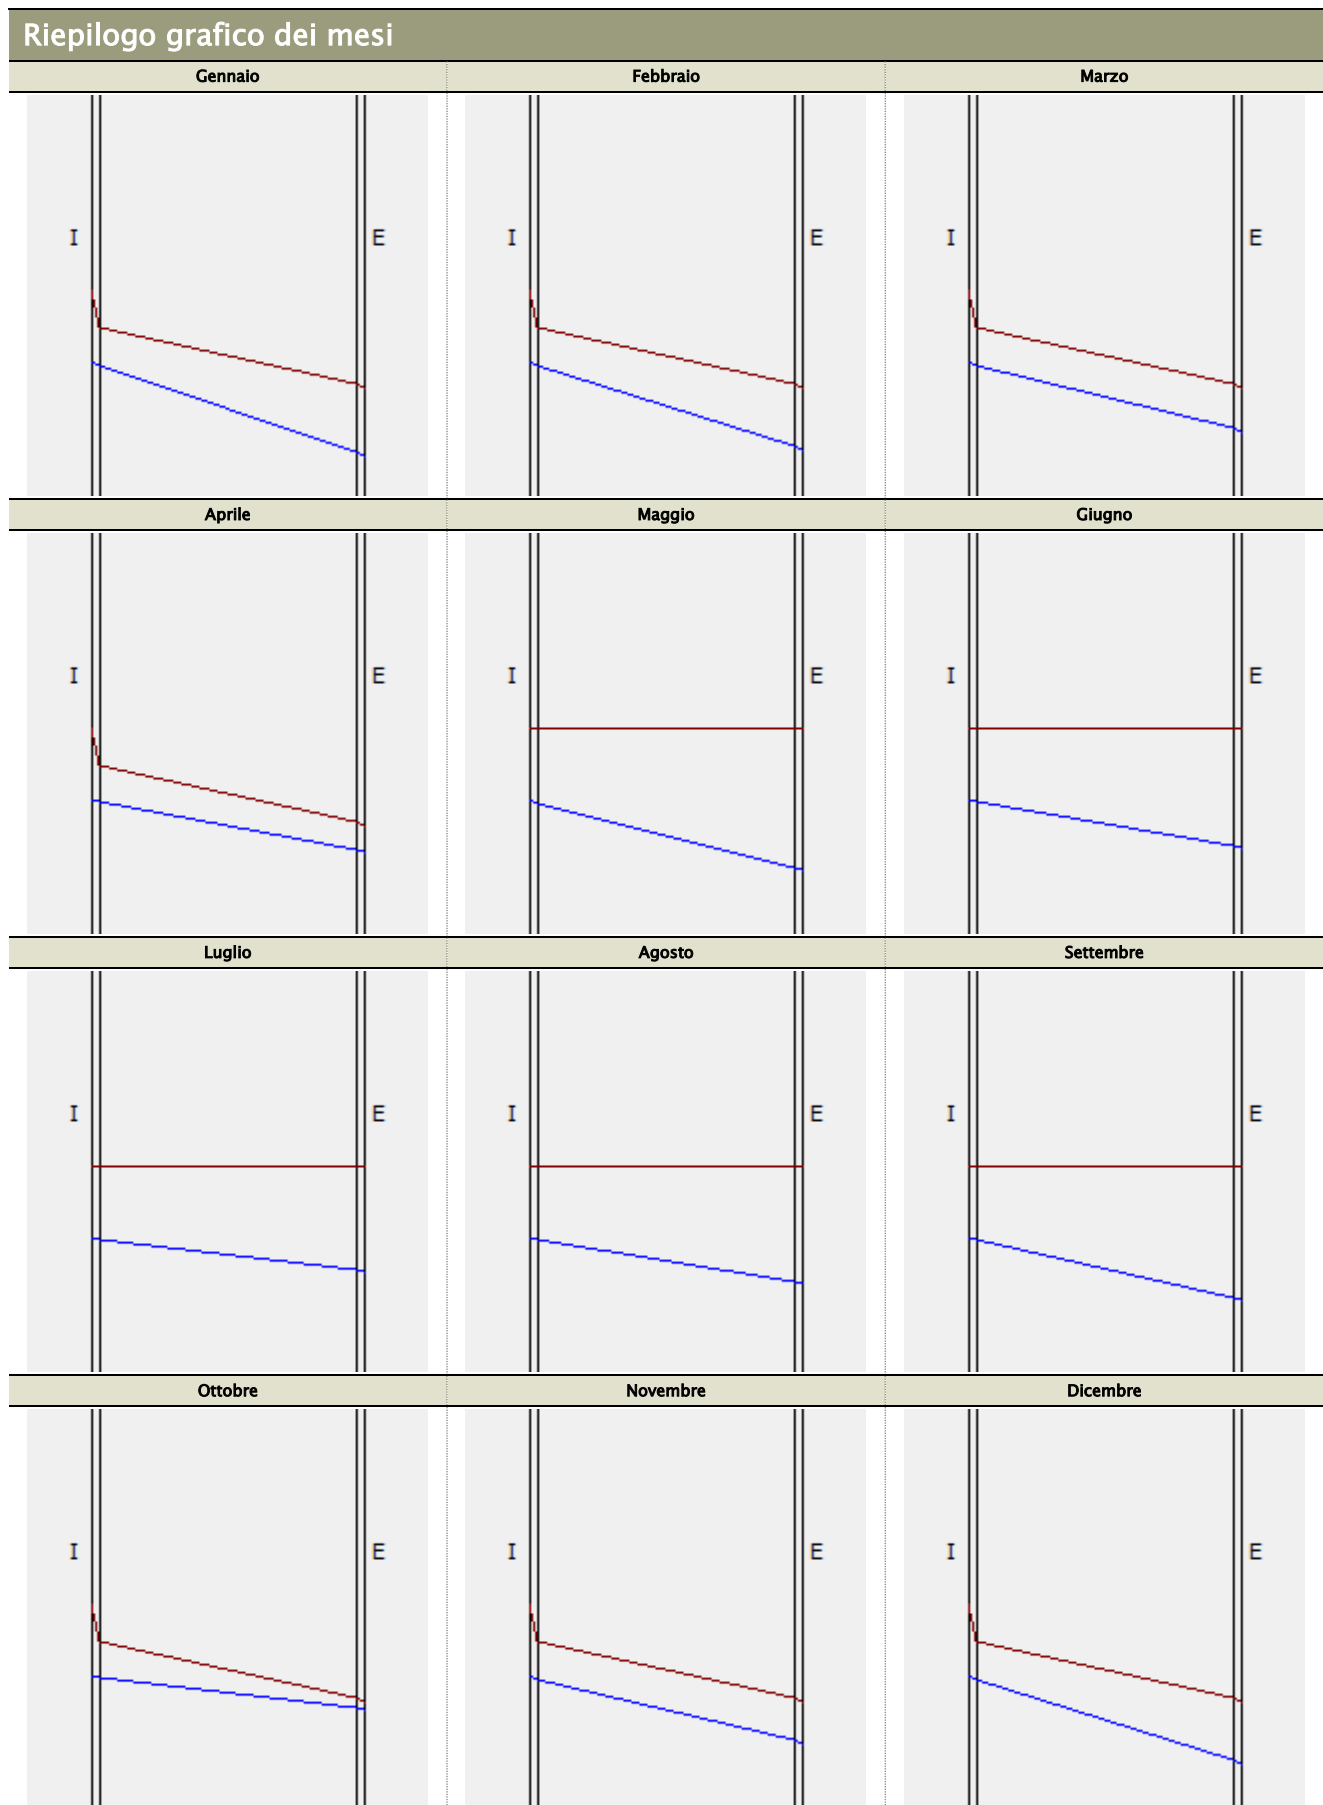 Riepilogo grafico dei mesi
Gennaio Febbraio Marzo
I E I E I E
Aprile Maggio Giugno
I E I E I E
Luglio Agosto Settembre
I E I E I E
Ottobre Novembre Dicembre
I E I E I E